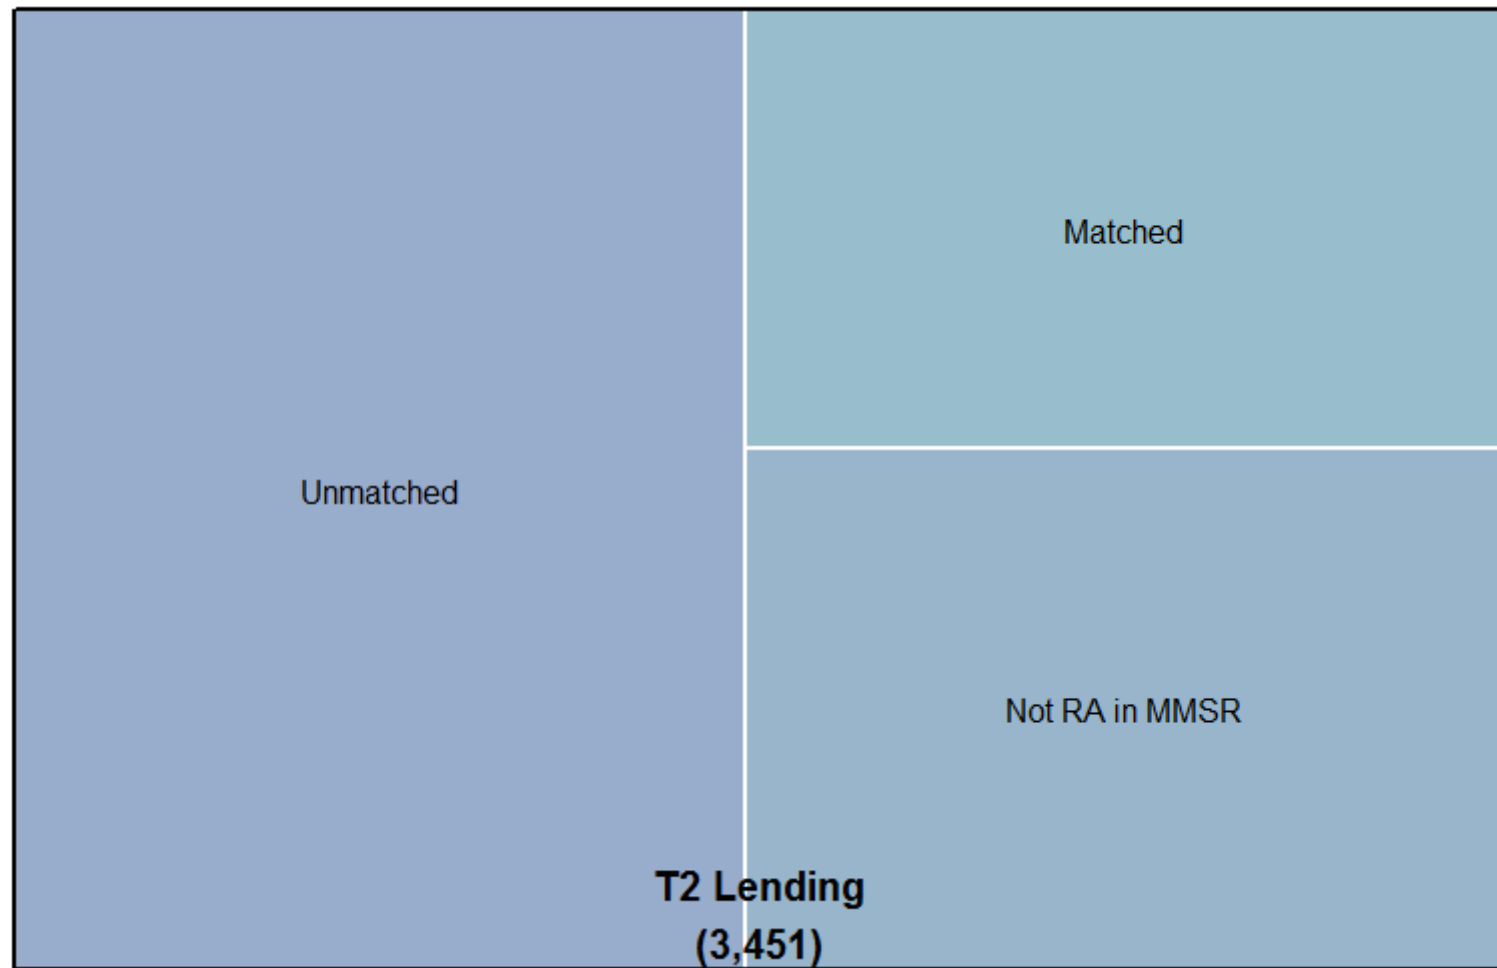 Matched
Unmatched
Not RA in MMSR
T2 Lending
(3,451)